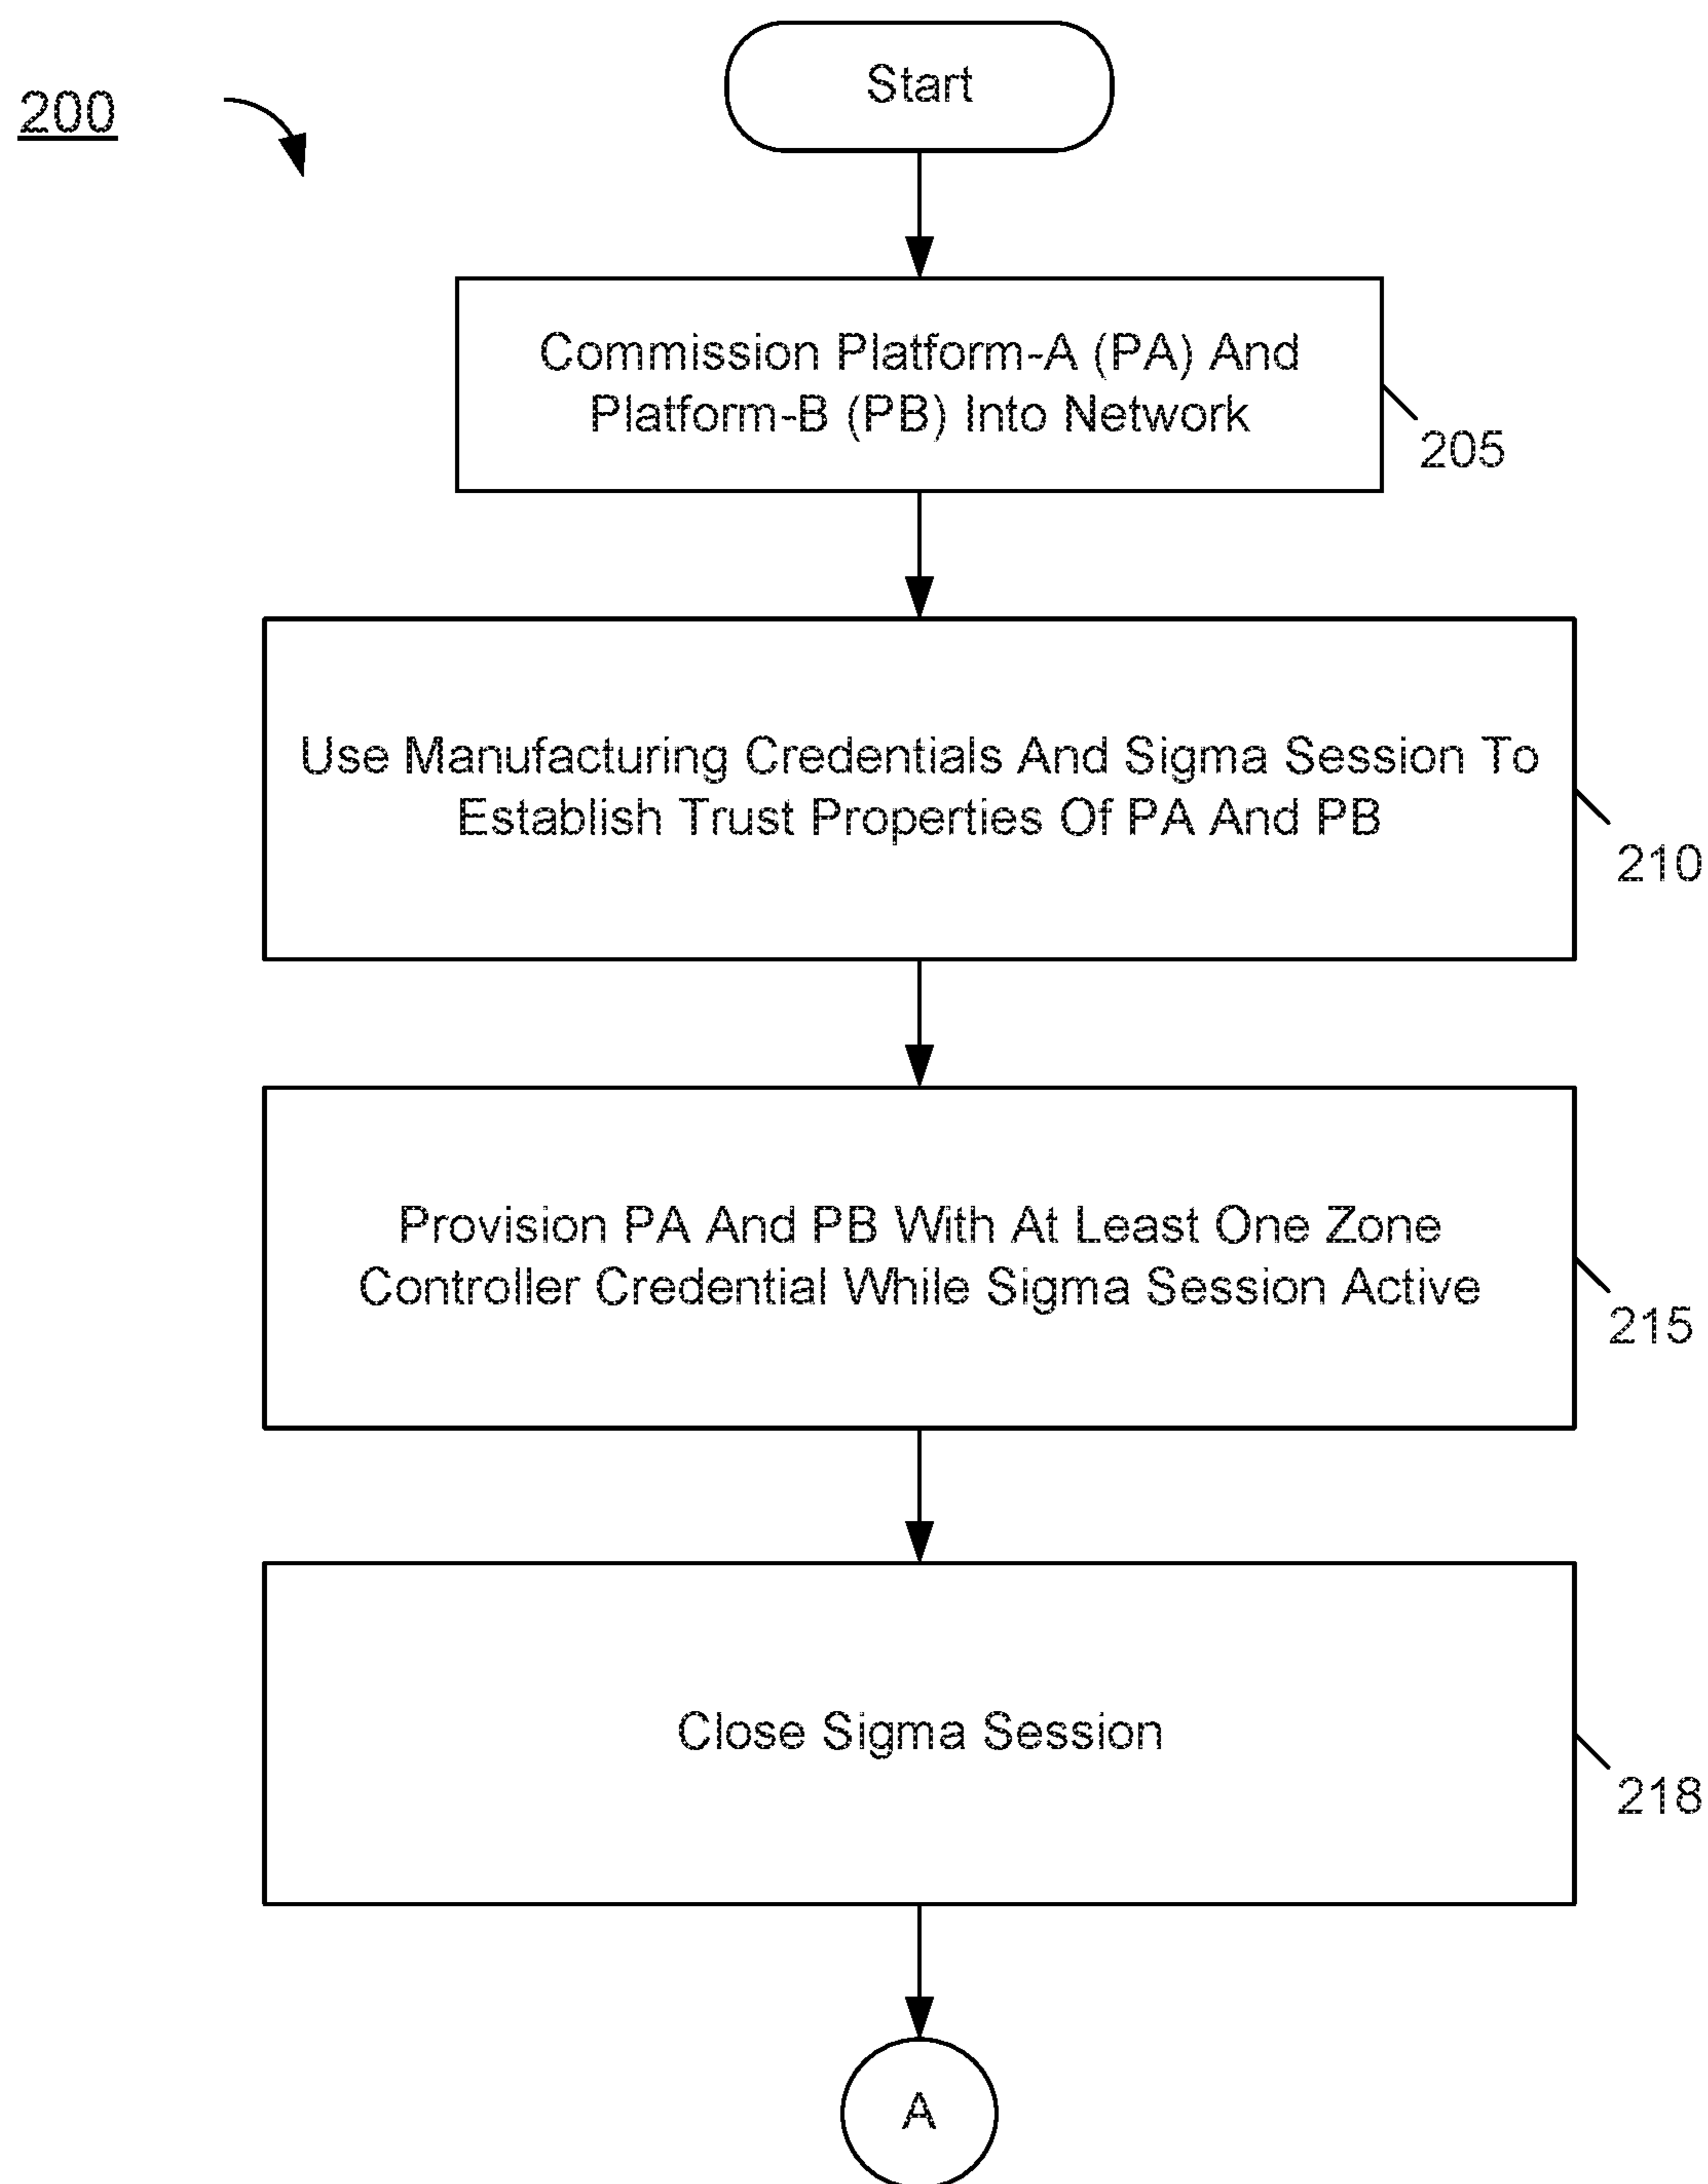 200
Start
Commission Platform-A (PA) And
Platform-B (PB) Into Network
205
Use Manufacturing Credentials And Sigma Session To
Establish Trust Properties Of PA And PB
210
Provision PA And PB With At Least One Zone
Controller Credential While Sigma Session Active
215
Close Sigma Session
218
A